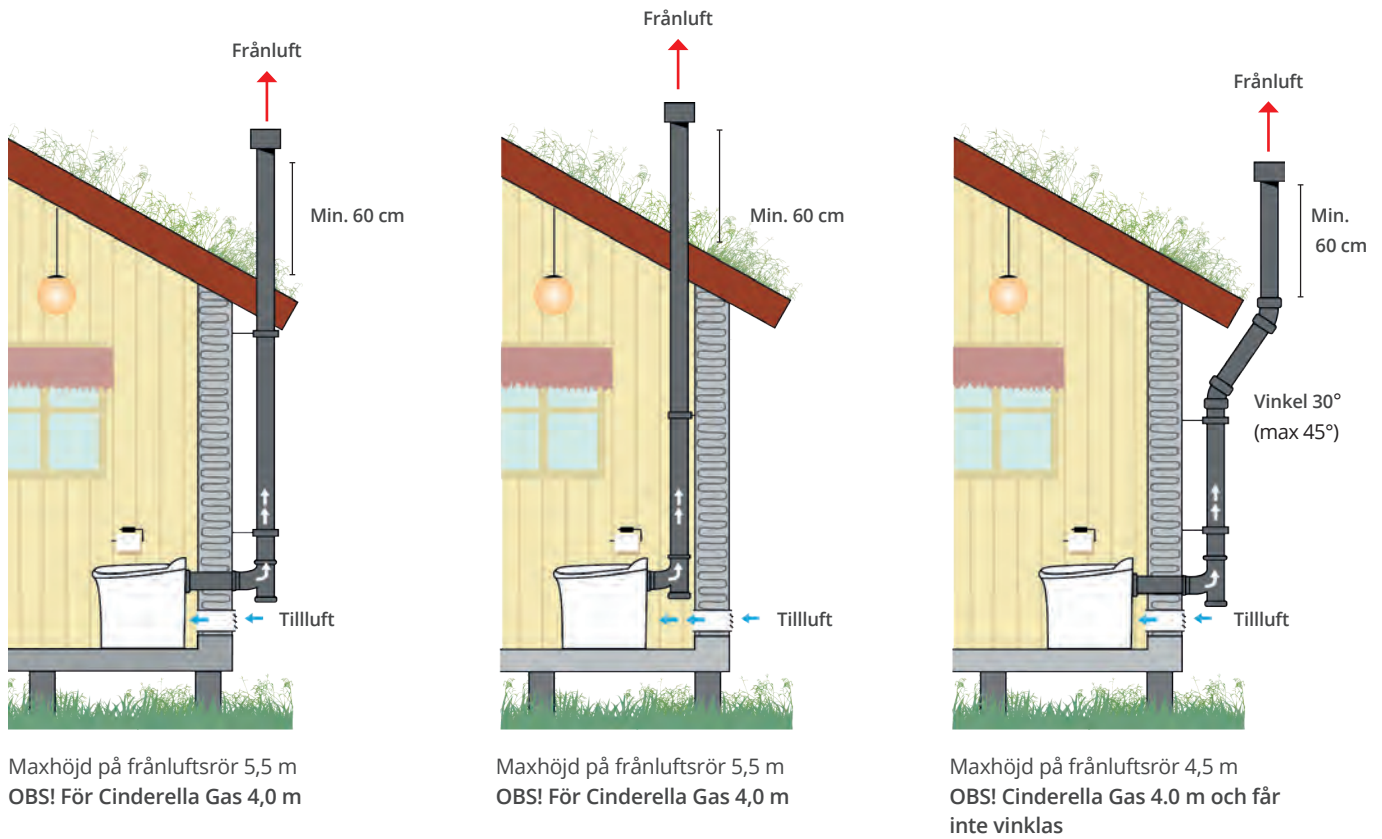 Frånluft
Min. 60 cm
Tillluft
Maxhöjd på frånluftsrör 5,5 m
OBS! För Cinderella Gas 4,0 m
Frånluft
Min. 60 cm
Tillluft
Maxhöjd på frånluftsrör 5,5 m
OBS! För Cinderella Gas 4,0 m
Frånluft
Min.
60 cm
Vinkel 30°
(max 45°)
Tillluft
Maxhöjd på frånluftsrör 4,5 m
OBS! Cinderella Gas 4.0 m och får
inte vinklas